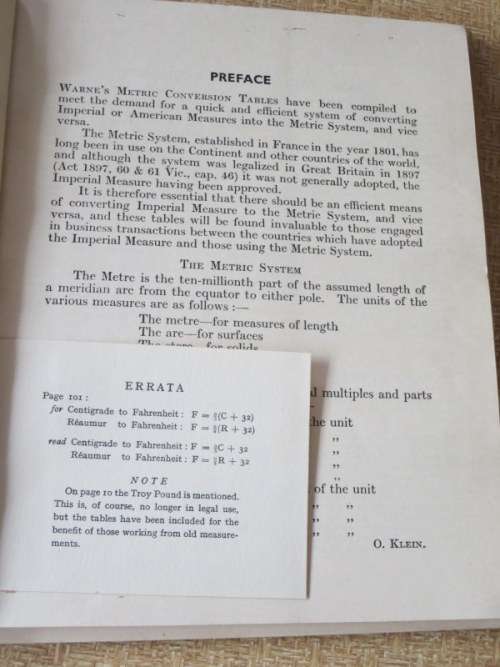 PREFACE
WARNE'S METRIC CONVERSION TABLES have been compiled to
meet the demand for a quick and efficient system of converting
Imperial or American Measures into the Metric System, and vice
versa.
The Metric System, established in France in the year 1801, has
long been in use on the Continent and other countries of the world,
and although the system was legalized in Great Britain in 1897
(Act 1897, 60 & 61 Vic., cap. 46) it was not generally adopted, the
Imperial Measure having been approved.
It is therefore essential that there should be an efficient means
of converting Imperial Measure to the Metric System, and vice
versa, and these tables will be found invaluable to those engaged
in business transactions between the countries which have adopted
the Imperial Measure and those using the Metric System.
THE METRIC SYSTEM
The Metre is the ten-millionth part of the assumed length of
a meridian arc from the equator to either pole. The units of the
various measures are as follows :—
The metre—for measures of length
The are—for surfaces
The stere—for solids
multiples and parts
the unit
„
„
„
„
of the unit
„ „
„ „
„ „
O. KLEIN.
ERRATA
Page 101 :
for Centigrade to Fahrenheit : F = (C + 32)
Réaumur to Fahrenheit : F = (R + 32)
read Centigrade to Fahrenheit : F = C + 32
Réaumur to Fahrenheit : F = R + 32
NOTE
On page 10 the Troy Pound is mentioned.
This is, of course, no longer in legal use,
but the tables have been included for the
benefit of those working from old measure-
ments.